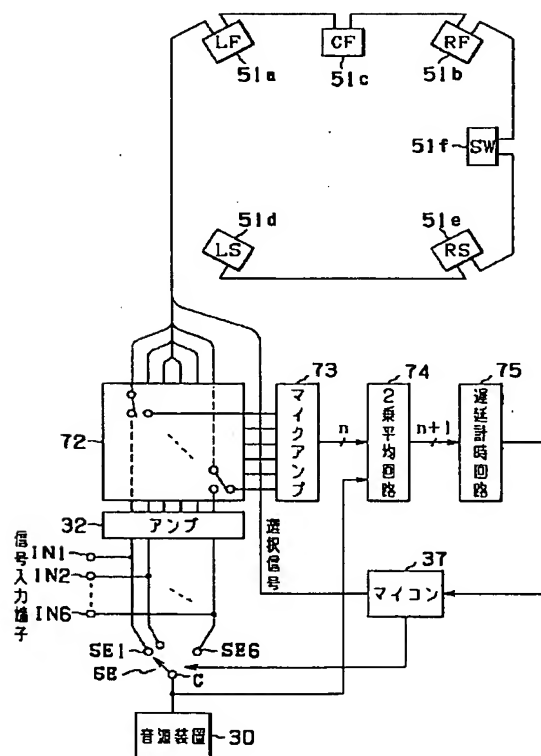 LF
51a
CF
51c
RF
51b
51f
SW
51d
LS
51e
RS
72
73
マイクアンプ
n
74
2乗平均回路
n+1
75
遅延計時回路
32
アンプ
信号入力端子
IN1
IN2
IN6
選択信号
37
マイコン
SE1
SE6
SE
C
音源装置
30